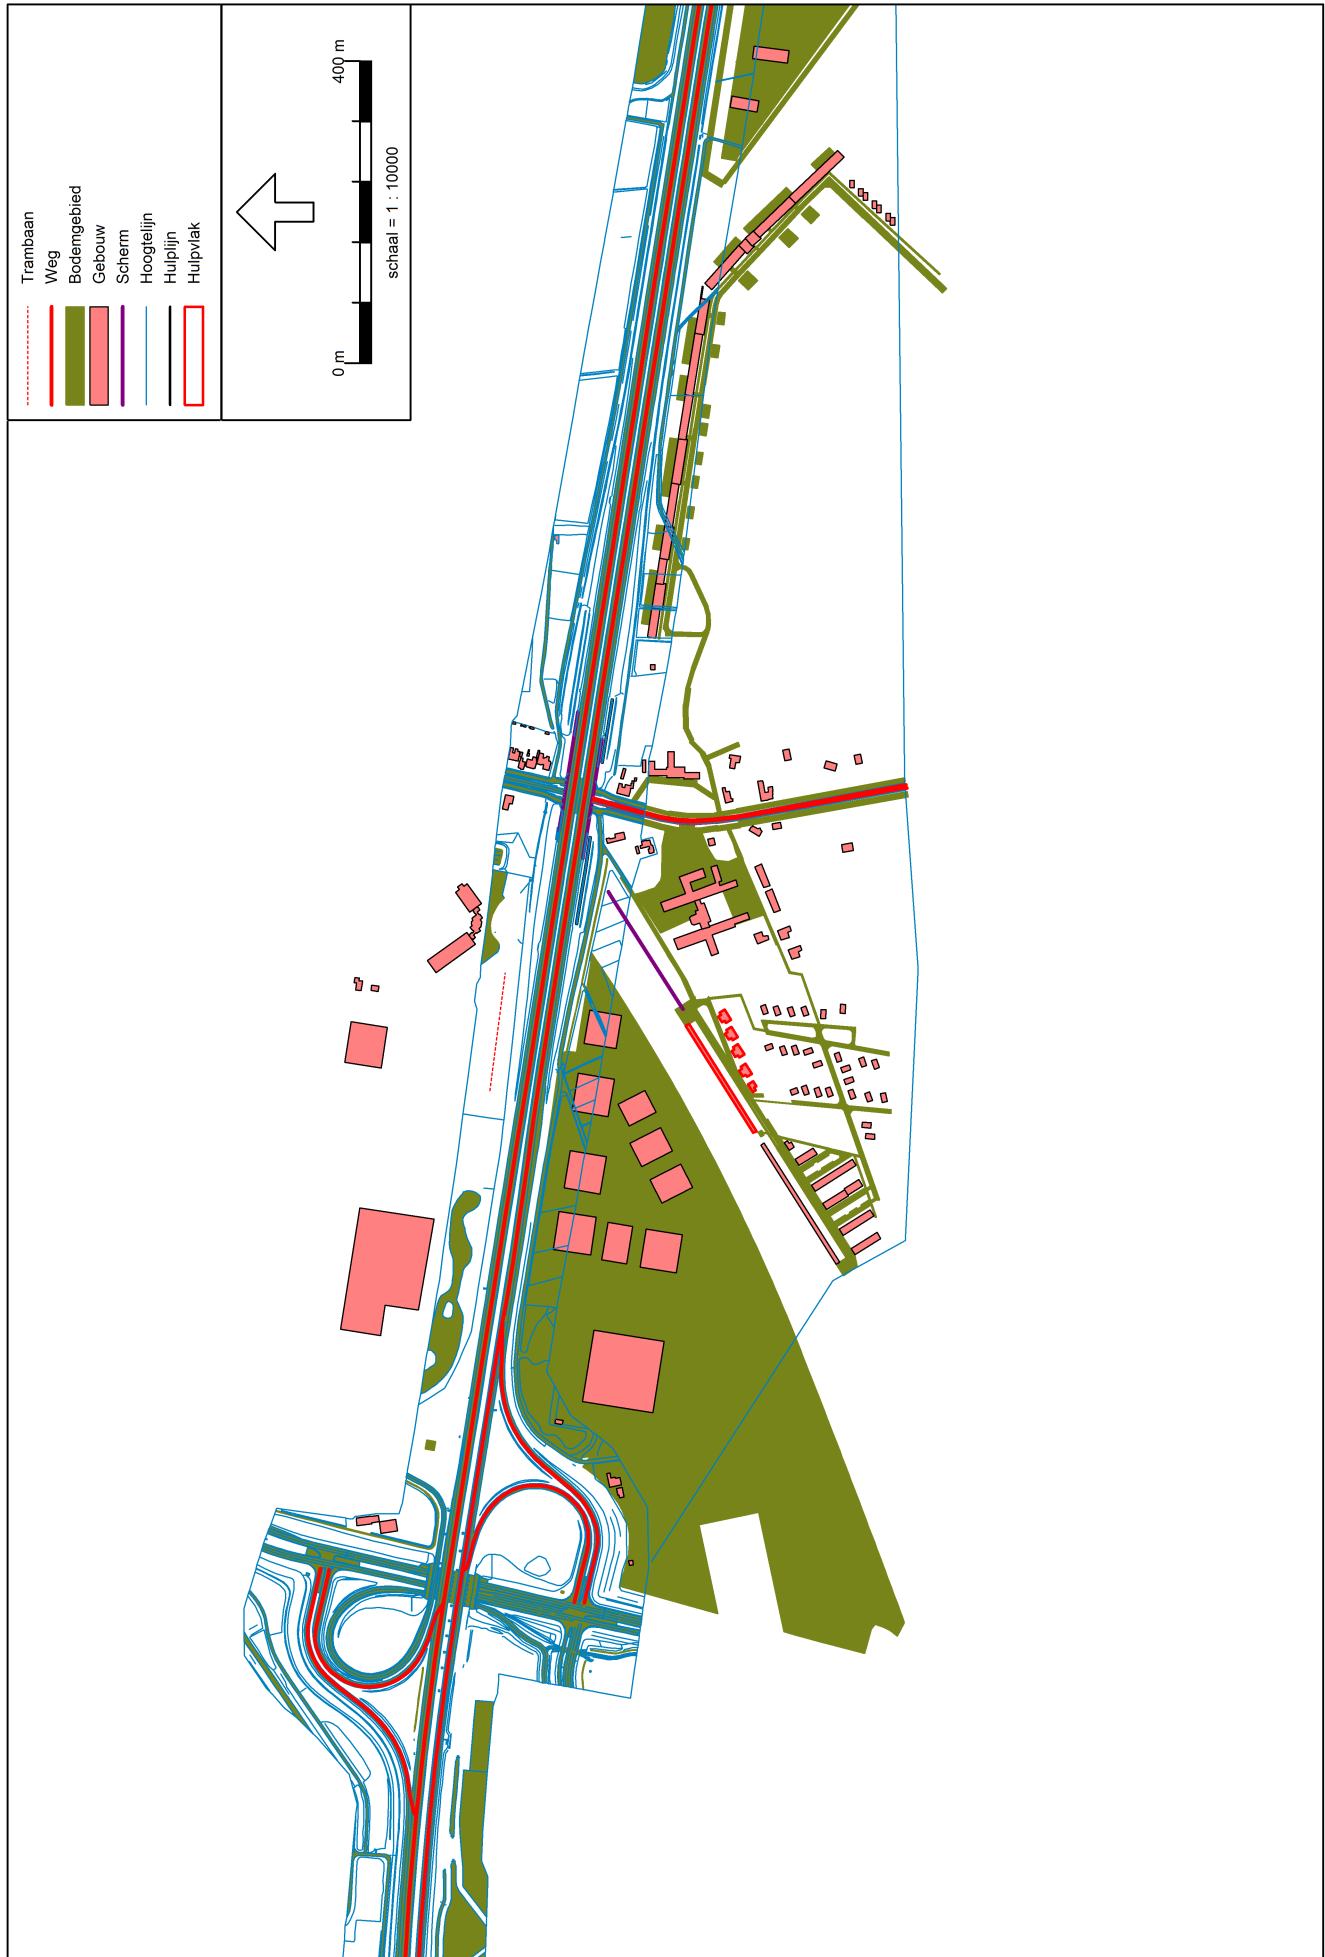 Trambaan
Weg
Bodemgebied
Gebouw
Scherm
Hoogtelijn
Hulplijn
Hulpvlak
0 m
400 m
schaal = 1 : 10000